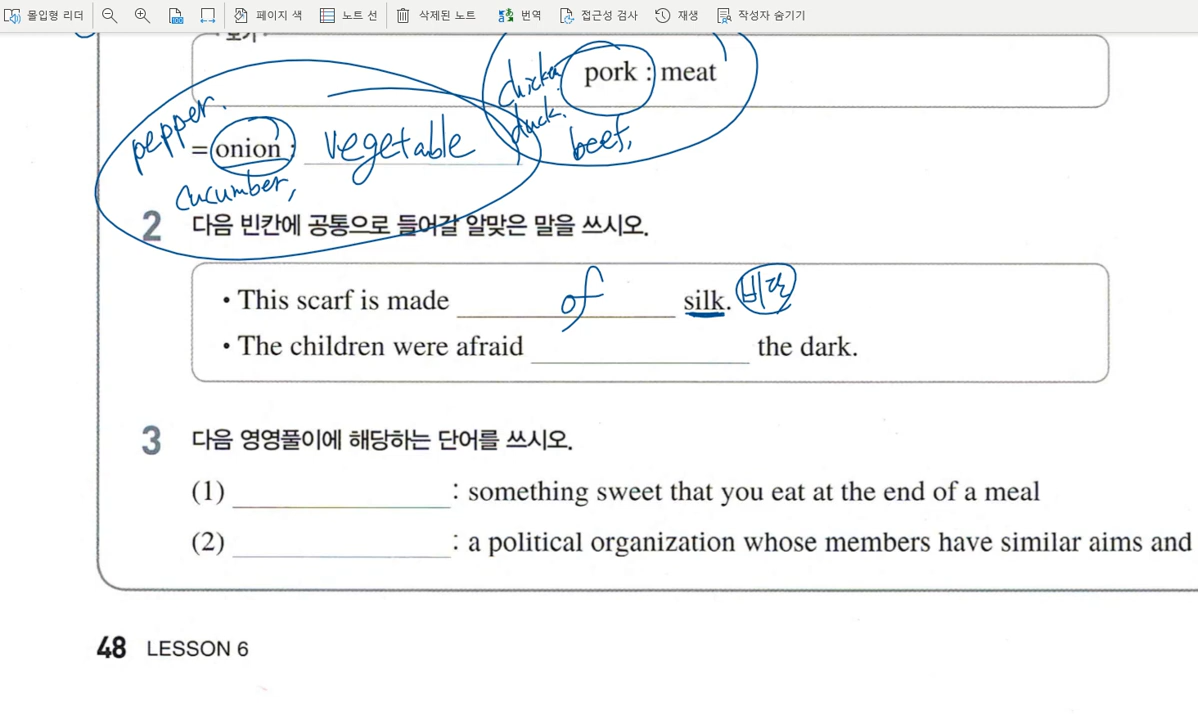 몰입형 리더 페이지 색 노트 선 삭제된 노트 번역 접근성 검사 재생 작성자 숨기기
보기
pork : meat
duck.
beef,
pepper.
= onion : vegetable
cucumber,
2 다음 빈칸에 공통으로 들어갈 알맞은 말을 쓰시오.
• This scarf is made of silk. 비단
• The children were afraid the dark.
3 다음 영영풀이에 해당하는 단어를 쓰시오.
(1) : something sweet that you eat at the end of a meal
(2) : a political organization whose members have similar aims and
48 LESSON 6